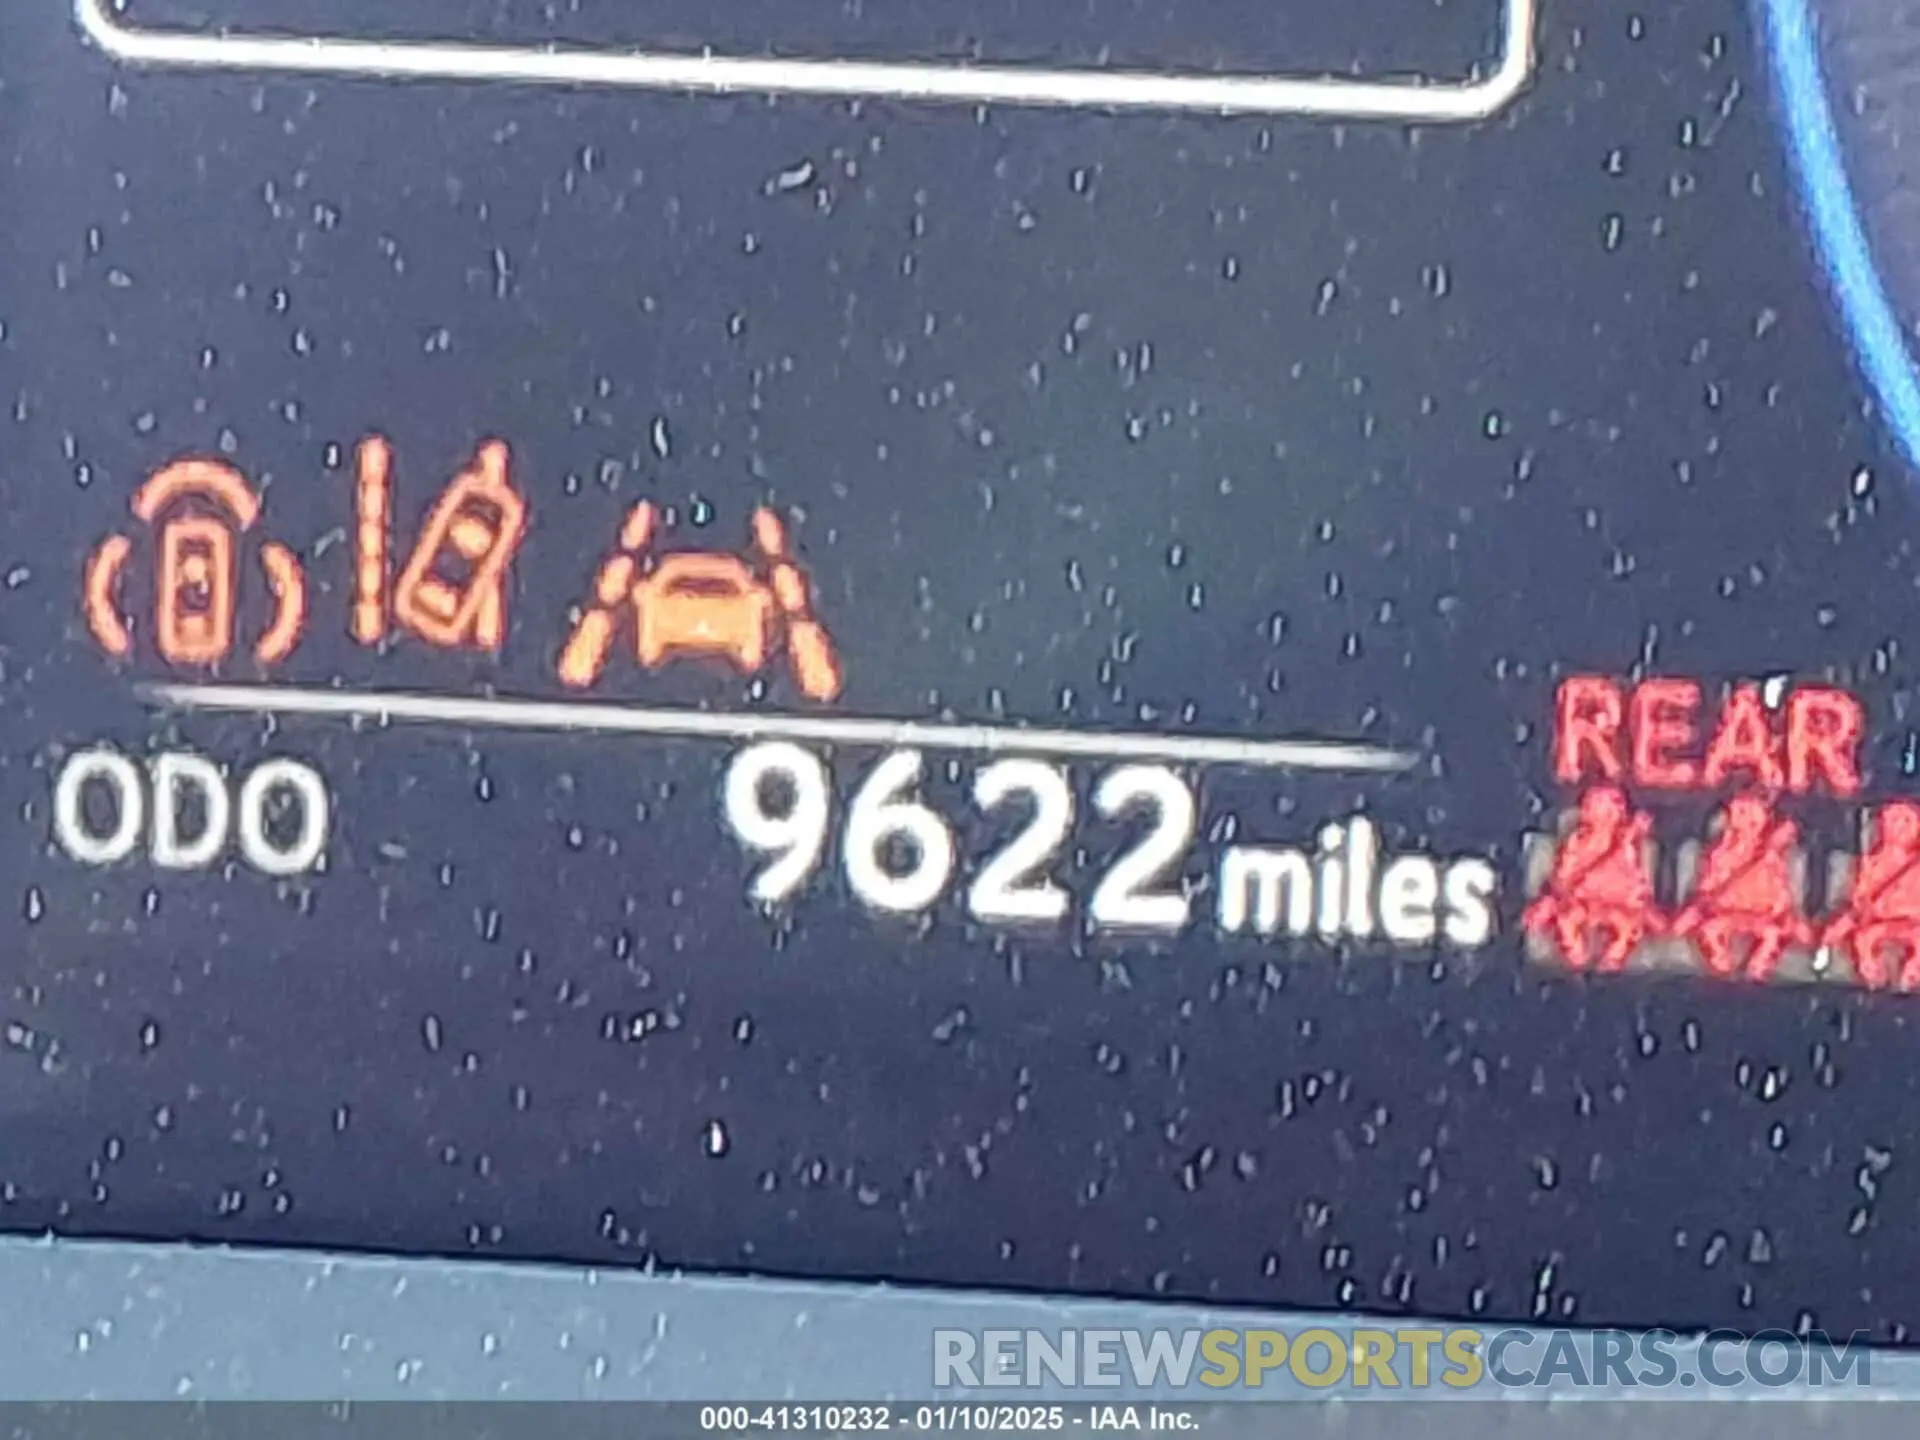 REAR
ODO 9622 miles
RENEWSPORTSCARS.COM
000-41310232 - 01/10/2025 - IAA Inc.